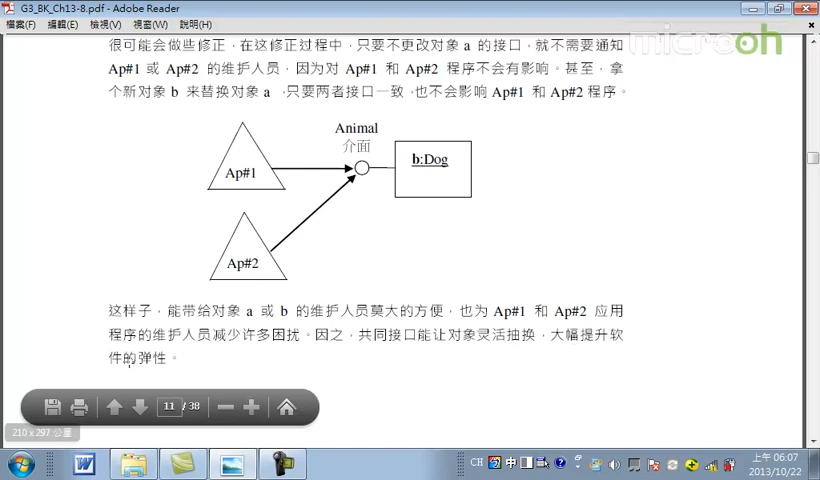 G3_BK_Ch13-8.pdf - Adobe Reader
檔案(F) 編輯(E) 檢視(V) 視窗(W) 說明(H)
microoh
很可能会做些修正，在这修正过程中，只要不更改对象 a 的接口，就不需要通知
Ap#1 或 Ap#2 的维护人员，因为对 Ap#1 和 Ap#2 程序不会有影响。甚至，拿
个新对象 b 来替换对象 a ，只要两者接口一致，也不会影响 Ap#1 和 Ap#2 程序。
Animal
介面
b:Dog
Ap#1
Ap#2
这样子，能带给对象 a 或 b 的维护人员莫大的方便，也为 Ap#1 和 Ap#2 应用
程序的维护人员减少许多困扰。因之，共同接口能让对象灵活抽换，大幅提升软
件的弹性。
11 / 38
210 x 297 公釐
CH 中
上午 06:07
2013/10/22